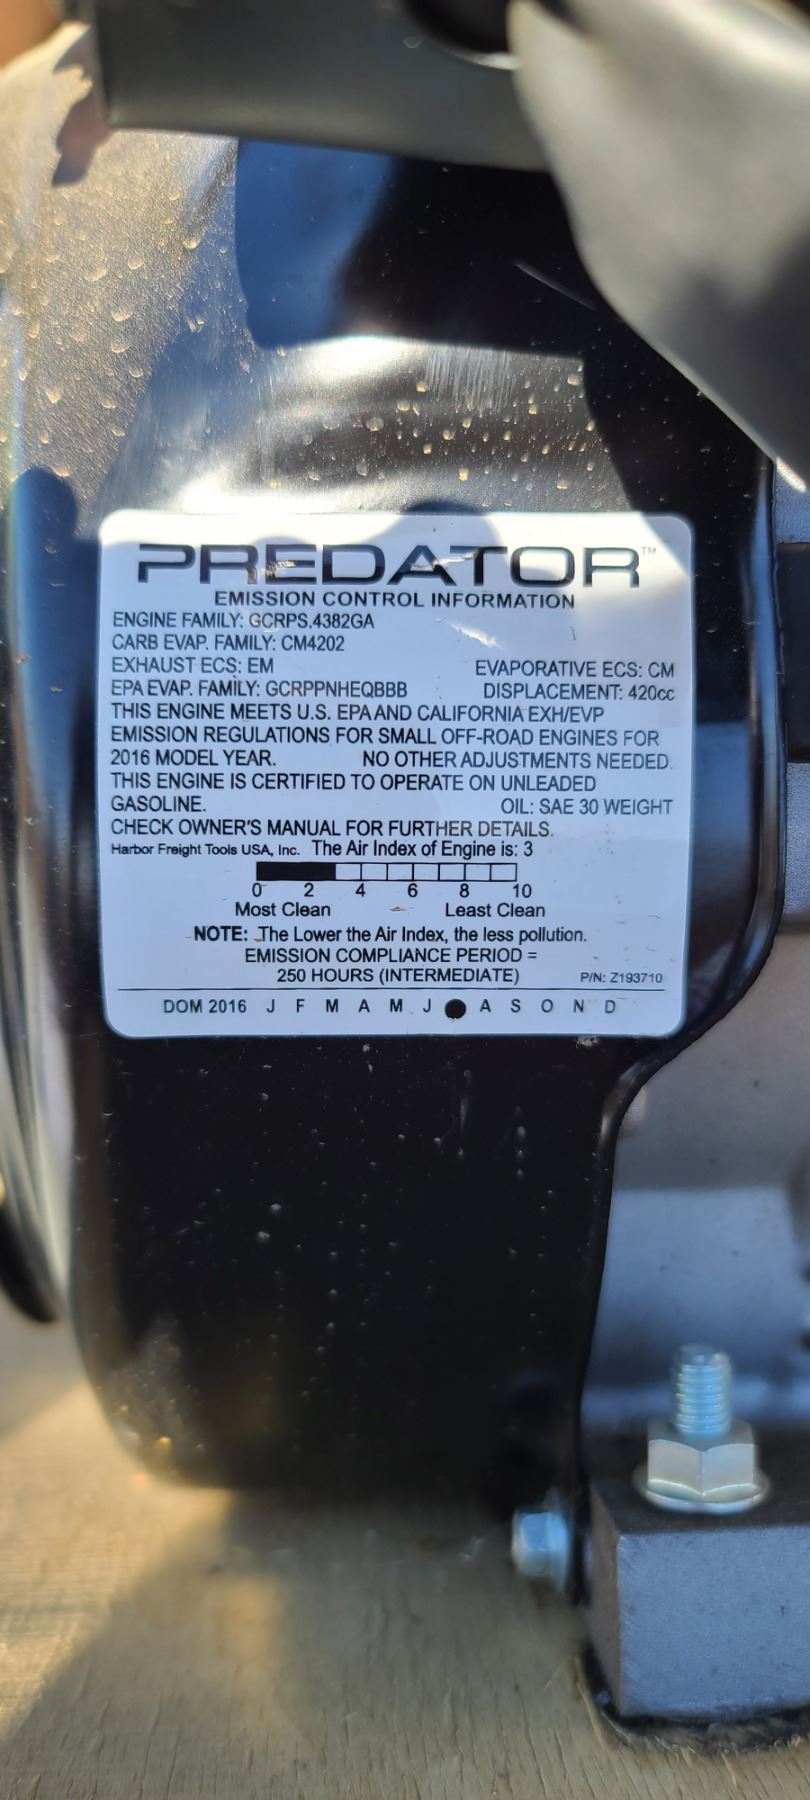 PREDATOR™
EMISSION CONTROL INFORMATION
ENGINE FAMILY: GCRPS.4382GA
CARB EVAP. FAMILY: CM4202
EXHAUST ECS: EM EVAPORATIVE ECS: CM
EPA EVAP. FAMILY: GCRPPNHEQBBB DISPLACEMENT: 420cc
THIS ENGINE MEETS U.S. EPA AND CALIFORNIA EXH/EVP
EMISSION REGULATIONS FOR SMALL OFF-ROAD ENGINES FOR
2016 MODEL YEAR. NO OTHER ADJUSTMENTS NEEDED.
THIS ENGINE IS CERTIFIED TO OPERATE ON UNLEADED
GASOLINE. OIL: SAE 30 WEIGHT
CHECK OWNER'S MANUAL FOR FURTHER DETAILS.
Harbor Freight Tools USA, Inc. The Air Index of Engine is: 3
0 2 4 6 8 10
Most Clean Least Clean
NOTE: The Lower the Air Index, the less pollution.
EMISSION COMPLIANCE PERIOD =
250 HOURS (INTERMEDIATE) P/N: Z193710
DOM 2016 J F M A M J ● A S O N D